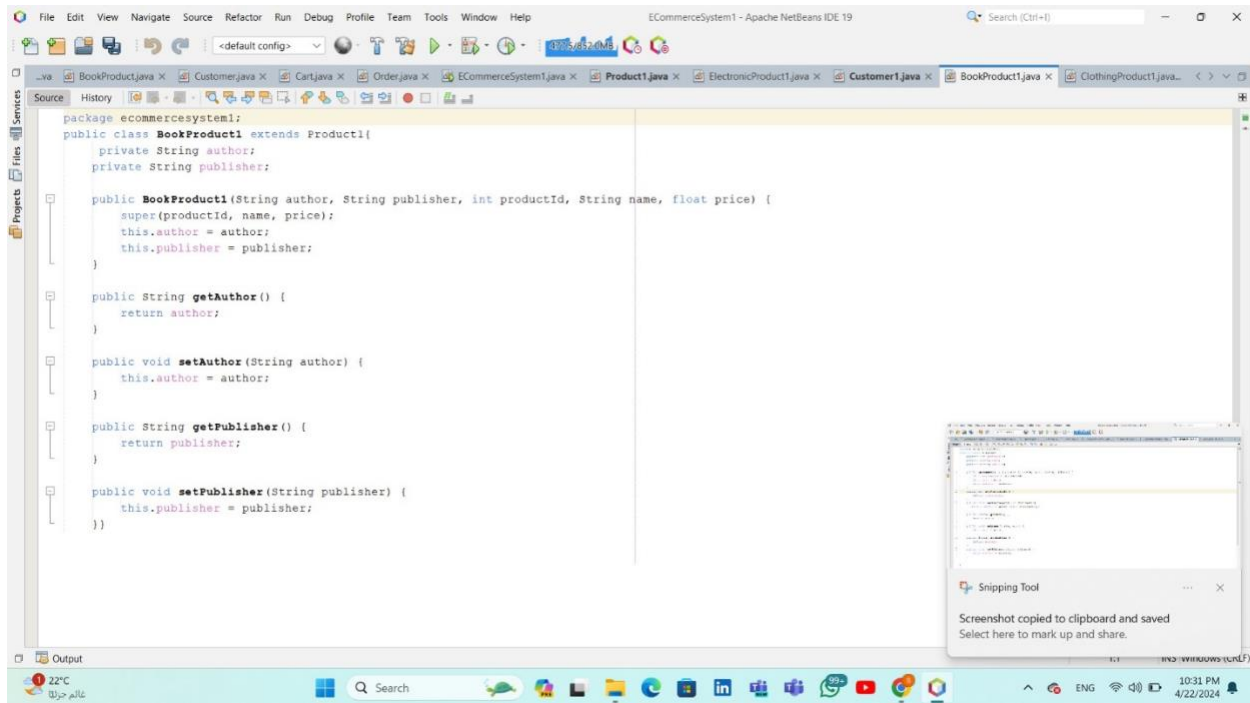 File Edit View Navigate Source Refactor Run Debug Profile Team Tools Window Help ECommerceSystem1 - Apache NetBeans IDE 19 Search (Ctrl+I)
<default config>
...va BookProduct.java Customer.java Cart.java Order.java ECommerceSystem1.java Product1.java ElectronicProduct1.java Customer1.java BookProduct1.java ClothingProduct1.java...
Source History
Services
Files
Projects
package ecommercesystem1;
public class BookProduct1 extends Product1{
private String author;
private String publisher;
public BookProduct1(String author, String publisher, int productId, String name, float price) {
super(productId, name, price);
this.author = author;
this.publisher = publisher;
}
public String getAuthor() {
return author;
}
public void setAuthor(String author) {
this.author = author;
}
public String getPublisher() {
return publisher;
}
public void setPublisher(String publisher) {
this.publisher = publisher;
}}
Snipping Tool
Screenshot copied to clipboard and saved
Select here to mark up and share.
Output
1:1 INS Windows (CRLF)
1 22°C
غائم جزئيًا
Search
99+
ENG
10:31 PM
4/22/2024